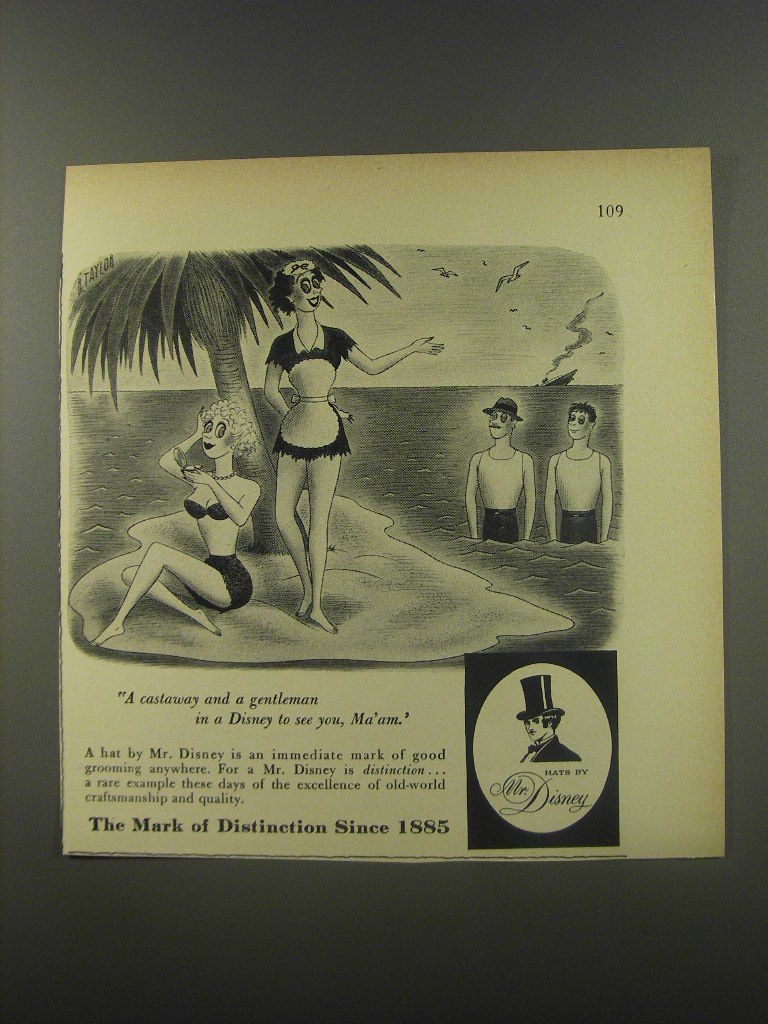 109
R. TAYLOR
"A castaway and a gentleman
in a Disney to see you, Ma'am.'
A hat by Mr. Disney is an immediate mark of good
grooming anywhere. For a Mr. Disney is distinction...
a rare example these days of the excellence of old-world
craftsmanship and quality.
The Mark of Distinction Since 1885
HATS BY
Mr. Disney